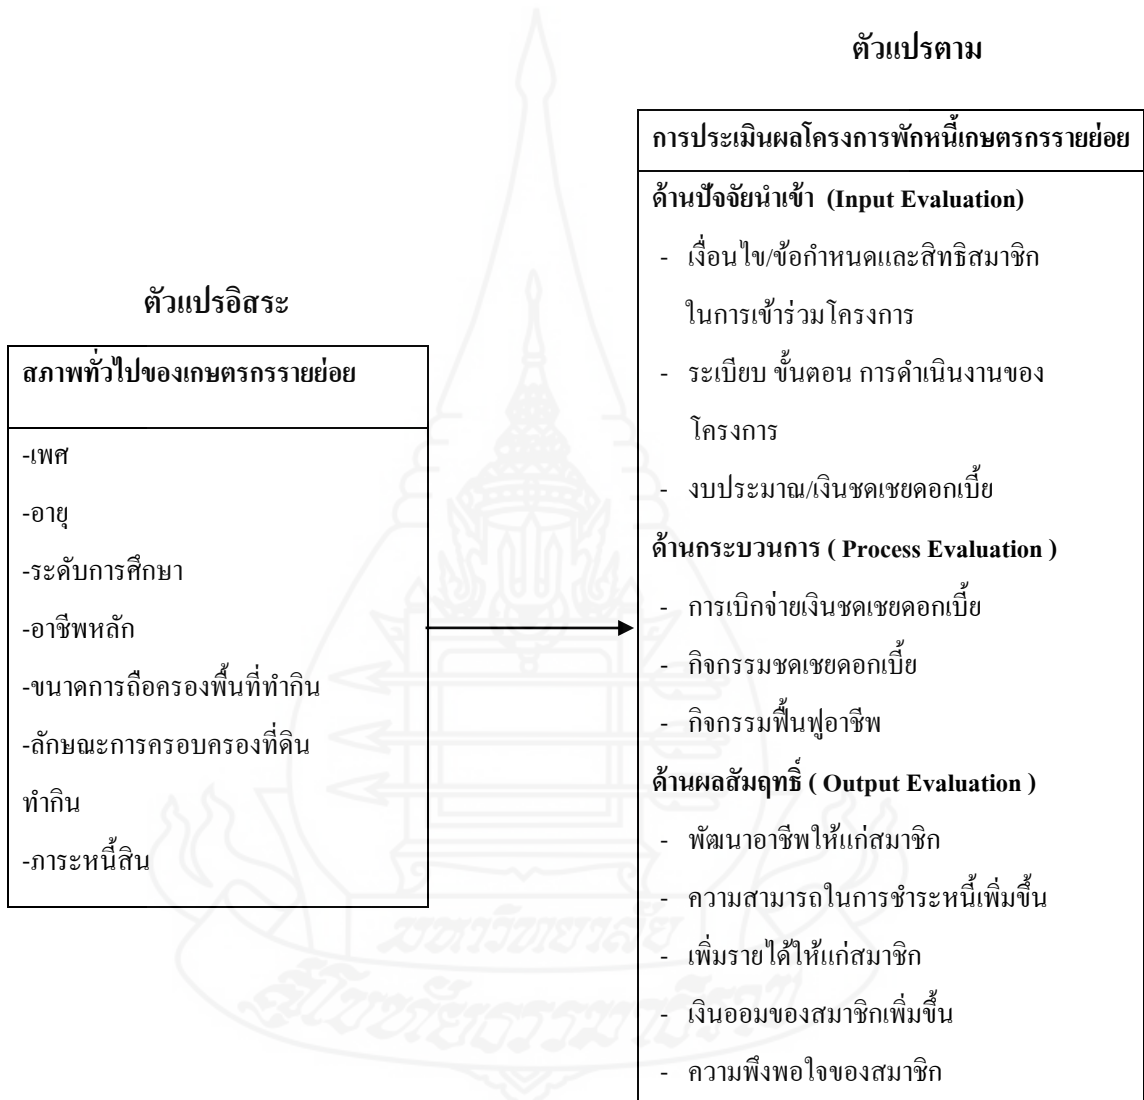 ตัวแปรตาม
การประเมินผลโครงการพักหนี้เกษตรกรรายย่อย
ด้านปัจจัยนำเข้า (Input Evaluation)
- เงื่อนไข/ข้อกำหนดและสิทธิสมาชิก
ในการเข้าร่วมโครงการ
- ระเบียบ ขั้นตอน การดำเนินงานของ
โครงการ
- งบประมาณ/เงินชดเชยดอกเบี้ย
ด้านกระบวนการ ( Process Evaluation )
- การเบิกจ่ายเงินชดเชยดอกเบี้ย
- กิจกรรมชดเชยดอกเบี้ย
- กิจกรรมฟื้นฟูอาชีพ
ด้านผลสัมฤทธิ์ ( Output Evaluation )
- พัฒนาอาชีพให้แก่สมาชิก
- ความสามารถในการชำระหนี้เพิ่มขึ้น
- เพิ่มรายได้ให้แก่สมาชิก
- เงินออมของสมาชิกเพิ่มขึ้น
- ความพึงพอใจของสมาชิก
ตัวแปรอิสระ
สภาพทั่วไปของเกษตรกรรายย่อย
-เพศ
-อายุ
-ระดับการศึกษา
-อาชีพหลัก
-ขนาดการถือครองพื้นที่ทำกิน
-ลักษณะการครอบครองที่ดิน
ทำกิน
-ภาระหนี้สิน
มหาวิทยาลัย
สุโขทัยธรรมาธิราช